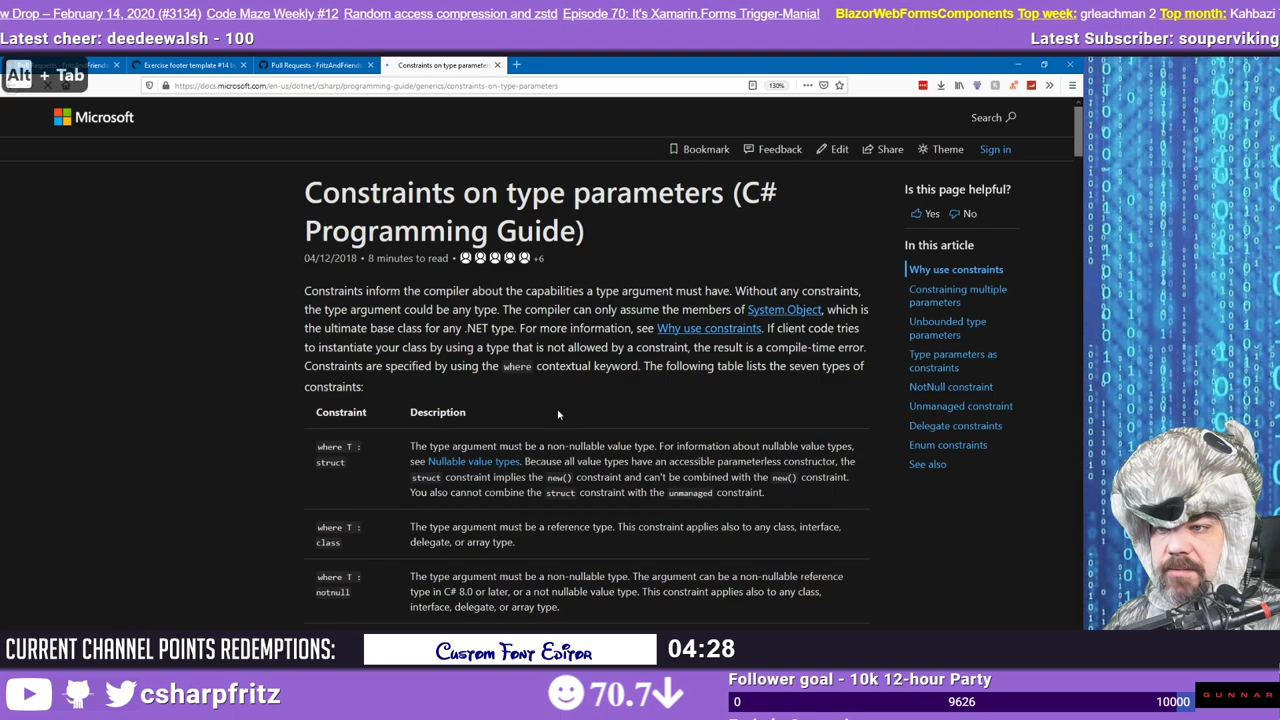 w Drop – February 14, 2020 (#3134) Code Maze Weekly #12 Random access compression and zstd Episode 70: It's Xamarin.Forms Trigger-Mania! BlazorWebFormsComponents Top week: grleachman 2 Top month: Kahbazi
Latest cheer: deedeewalsh - 100
Latest Subscriber: souperviking
Alt + Tab
Pull Requests - FritzAndFriends
Exercise footer template #14 b
Pull Requests - FritzAndFriends
Constraints on type paramete
https://docs.microsoft.com/en-us/dotnet/csharp/programming-guide/generics/constraints-on-type-parameters
130%
Microsoft
Search
Bookmark Feedback Edit Share Theme Sign in
Constraints on type parameters (C#
Programming Guide)
04/12/2018 • 8 minutes to read • +6
Constraints inform the compiler about the capabilities a type argument must have. Without any constraints,
the type argument could be any type. The compiler can only assume the members of System.Object, which is
the ultimate base class for any .NET type. For more information, see Why use constraints. If client code tries
to instantiate your class by using a type that is not allowed by a constraint, the result is a compile-time error.
Constraints are specified by using the where contextual keyword. The following table lists the seven types of
constraints:
Constraint Description
where T :
struct
The type argument must be a non-nullable value type. For information about nullable value types,
see Nullable value types. Because all value types have an accessible parameterless constructor, the
struct constraint implies the new() constraint and can't be combined with the new() constraint.
You also cannot combine the struct constraint with the unmanaged constraint.
where T :
class
The type argument must be a reference type. This constraint applies also to any class, interface,
delegate, or array type.
where T :
notnull
The type argument must be a non-nullable type. The argument can be a non-nullable reference
type in C# 8.0 or later, or a not nullable value type. This constraint applies also to any class,
interface, delegate, or array type.
Is this page helpful?
Yes No
In this article
Why use constraints
Constraining multiple
parameters
Unbounded type
parameters
Type parameters as
constraints
NotNull constraint
Unmanaged constraint
Delegate constraints
Enum constraints
See also
CURRENT CHANNEL POINTS REDEMPTIONS:
Custom Font Editor
04:28
csharpfritz
70.7
Follower goal - 10k 12-hour Party
0 9626 10000
GUNNAR